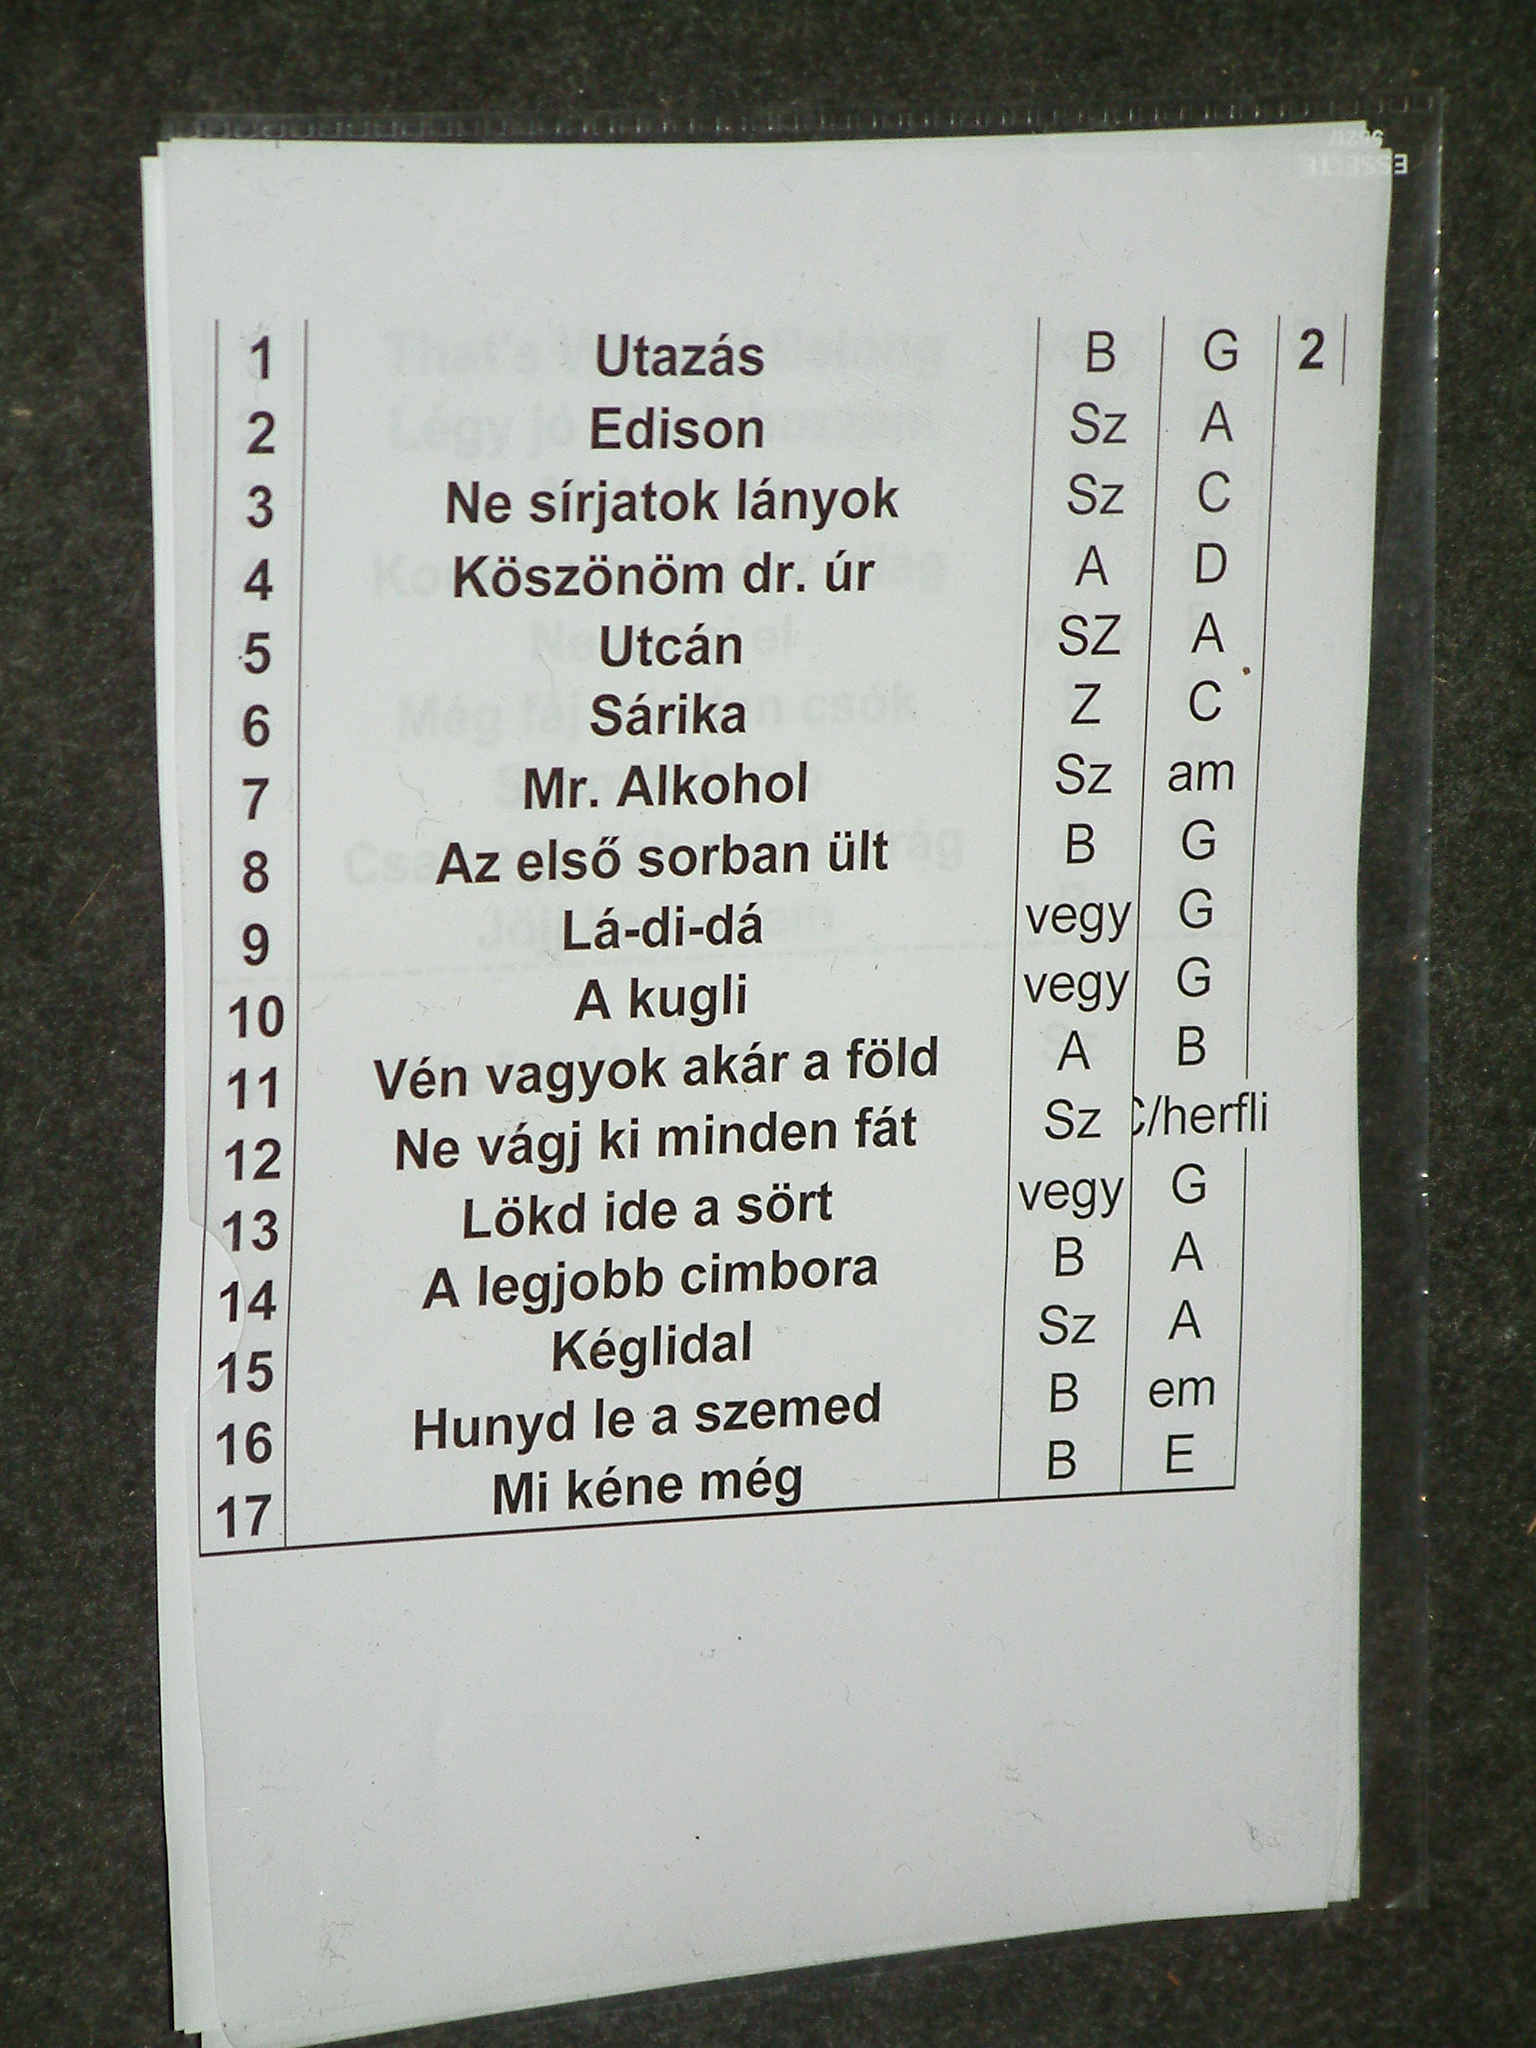 ESSELTE
1 Utazás B G 2
2 Edison Sz A
3 Ne sírjatok lányok Sz C
4 Köszönöm dr. úr A D
5 Utcán SZ A
6 Sárika Z C
7 Mr. Alkohol Sz am
8 Az első sorban ült B G
9 Lá-di-dá vegy G
10 A kugli vegy G
11 Vén vagyok akár a föld A B
12 Ne vágj ki minden fát Sz C/herfli
13 Lökd ide a sört vegy G
14 A legjobb cimbora B A
15 Kéglidal Sz A
16 Hunyd le a szemed B em
17 Mi kéne még B E